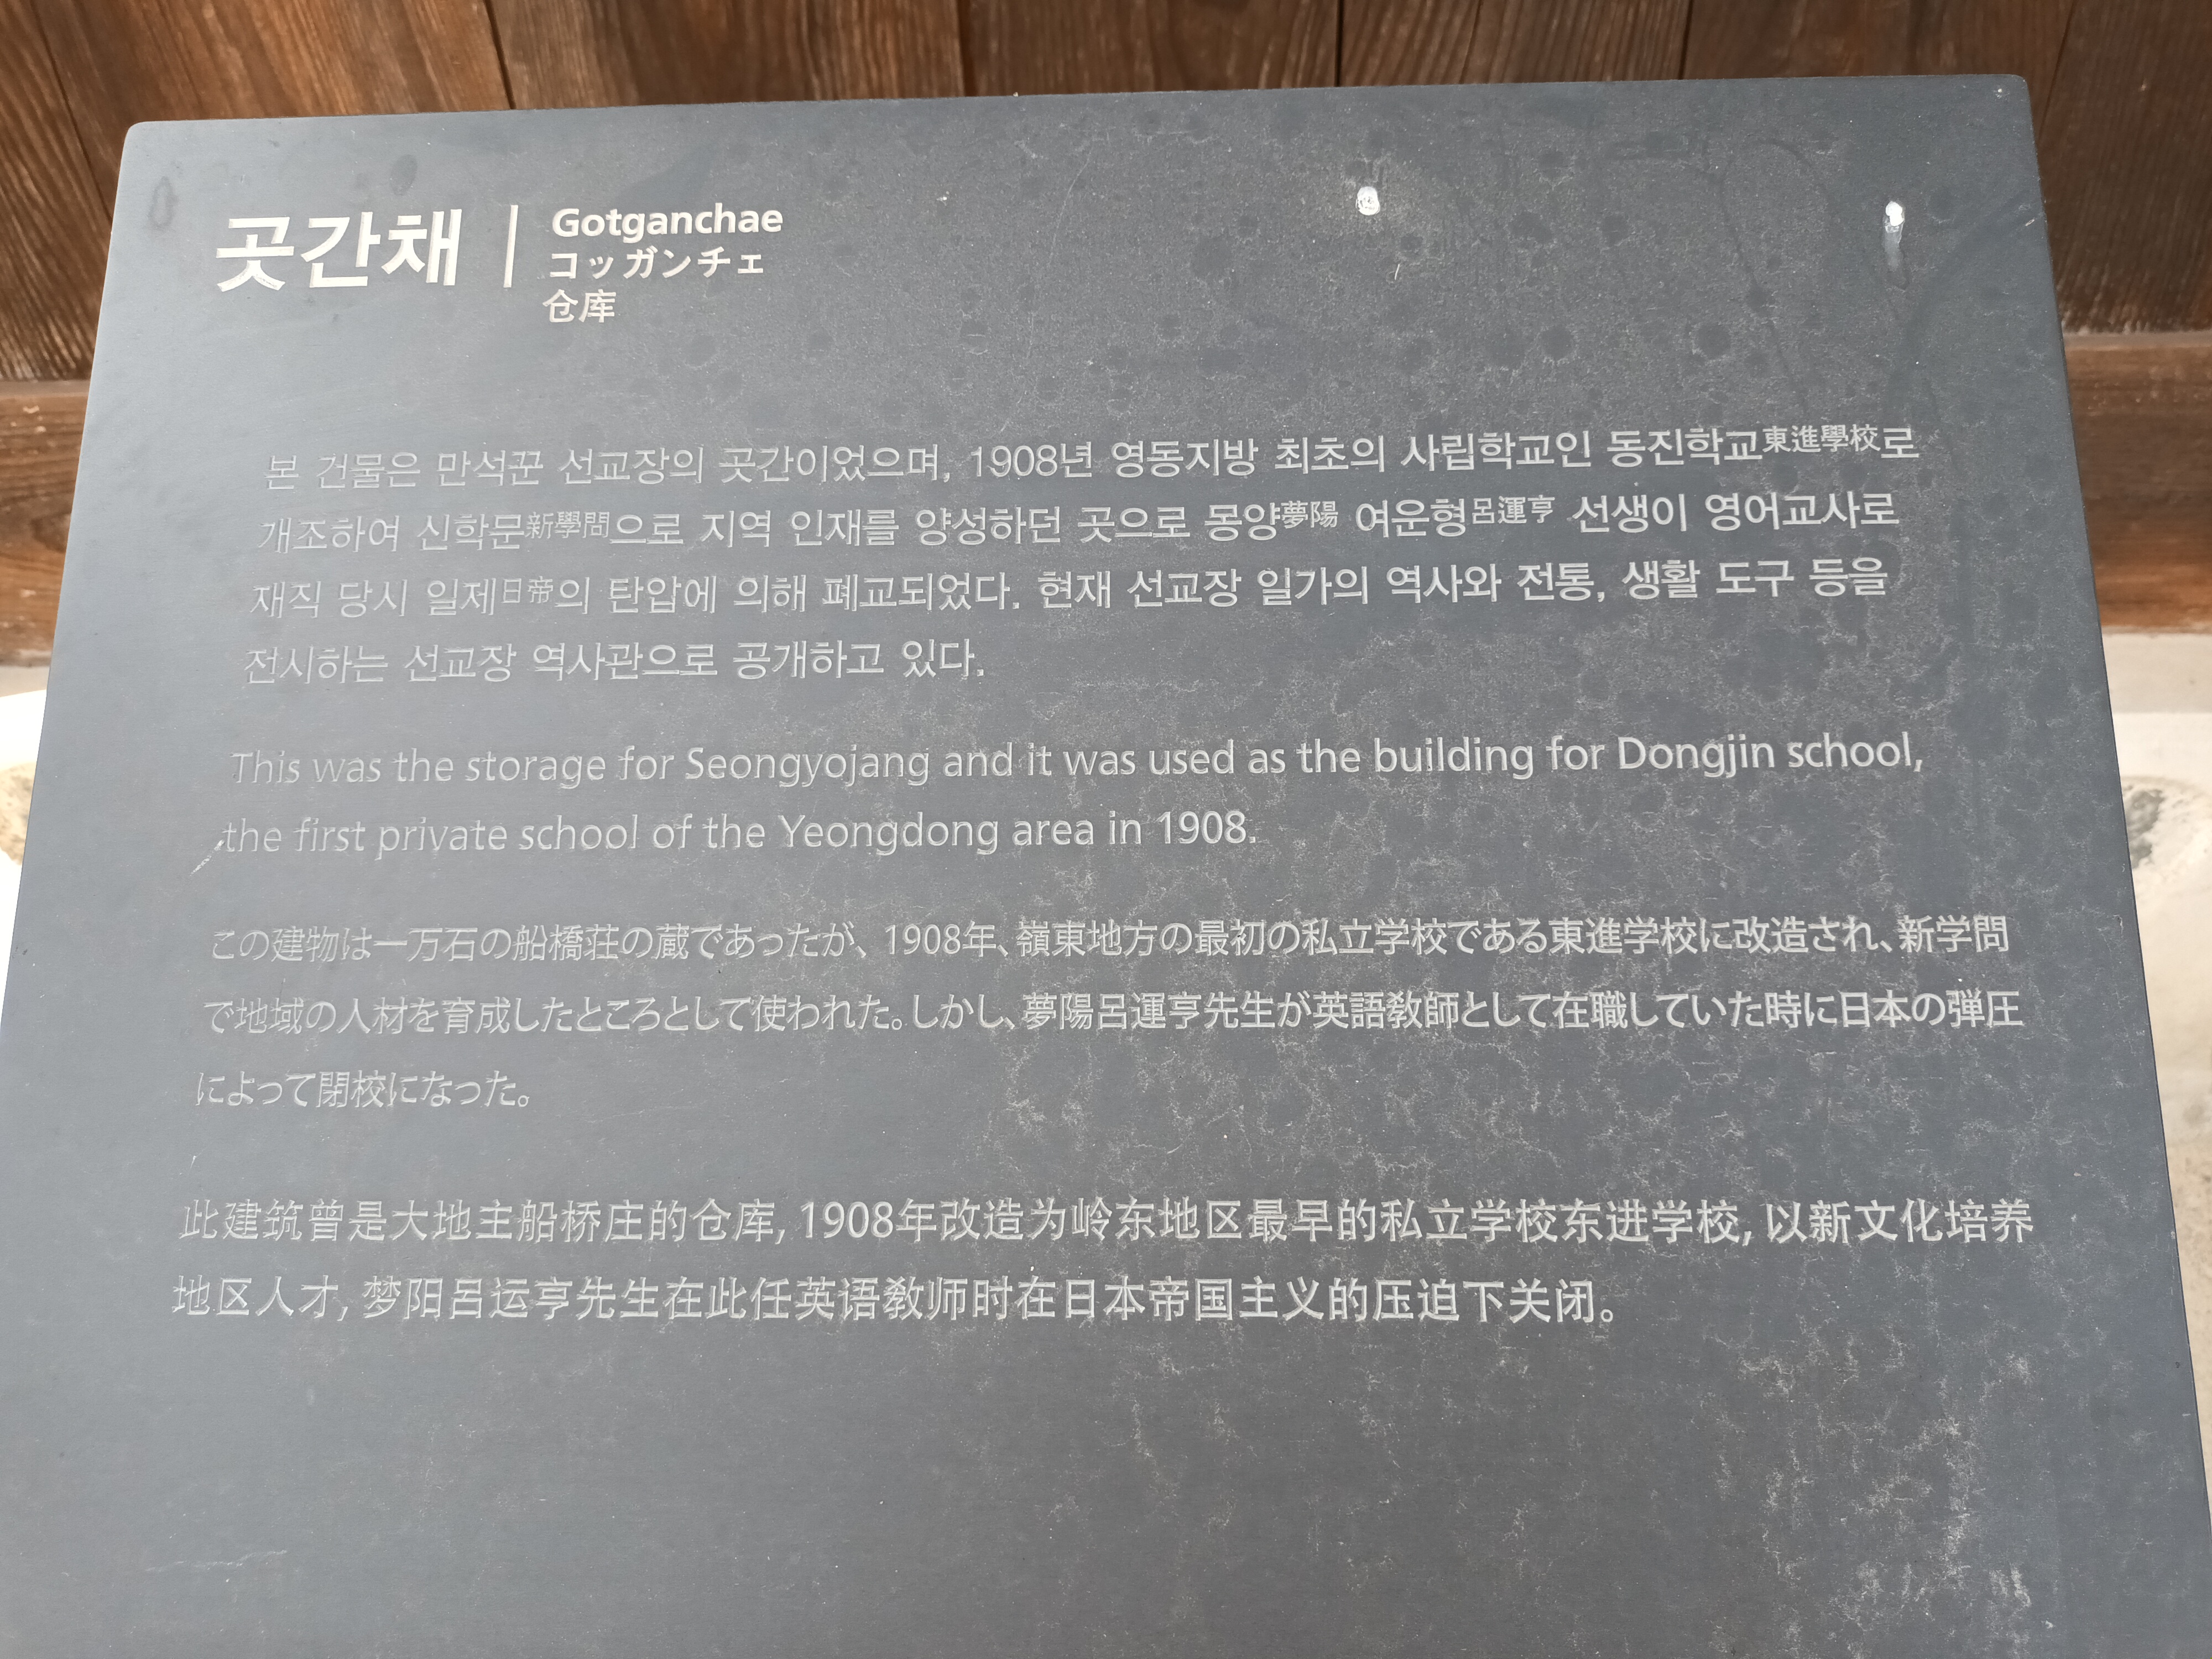 곳간채
Gotganchae
コッガンチェ
仓库
본 건물은 만석꾼 선교장의 곳간이었으며, 1908년 영동지방 최초의 사립학교인 동진학교東進學校로
개조하여 신학문新學問으로 지역 인재를 양성하던 곳으로 몽양夢陽 여운형呂運亨 선생이 영어교사로
재직 당시 일제日帝의 탄압에 의해 폐교되었다. 현재 선교장 일가의 역사와 전통, 생활 도구 등을
전시하는 선교장 역사관으로 공개하고 있다.
This was the storage for Seongyojang and it was used as the building for Dongjin school,
the first private school of the Yeongdong area in 1908.
この建物は一万石の船橋荘の蔵であったが、1908年、嶺東地方の最初の私立学校である東進学校に改造され、新学問
で地域の人材を育成したところとして使われた。しかし、夢陽呂運亨先生が英語教師として在職していた時に日本の弾圧
によって閉校になった。
此建筑曾是大地主船桥庄的仓库, 1908年改造为岭东地区最早的私立学校东进学校, 以新文化培养
地区人才, 梦阳呂运亨先生在此任英语教师时在日本帝国主义的压迫下关闭。